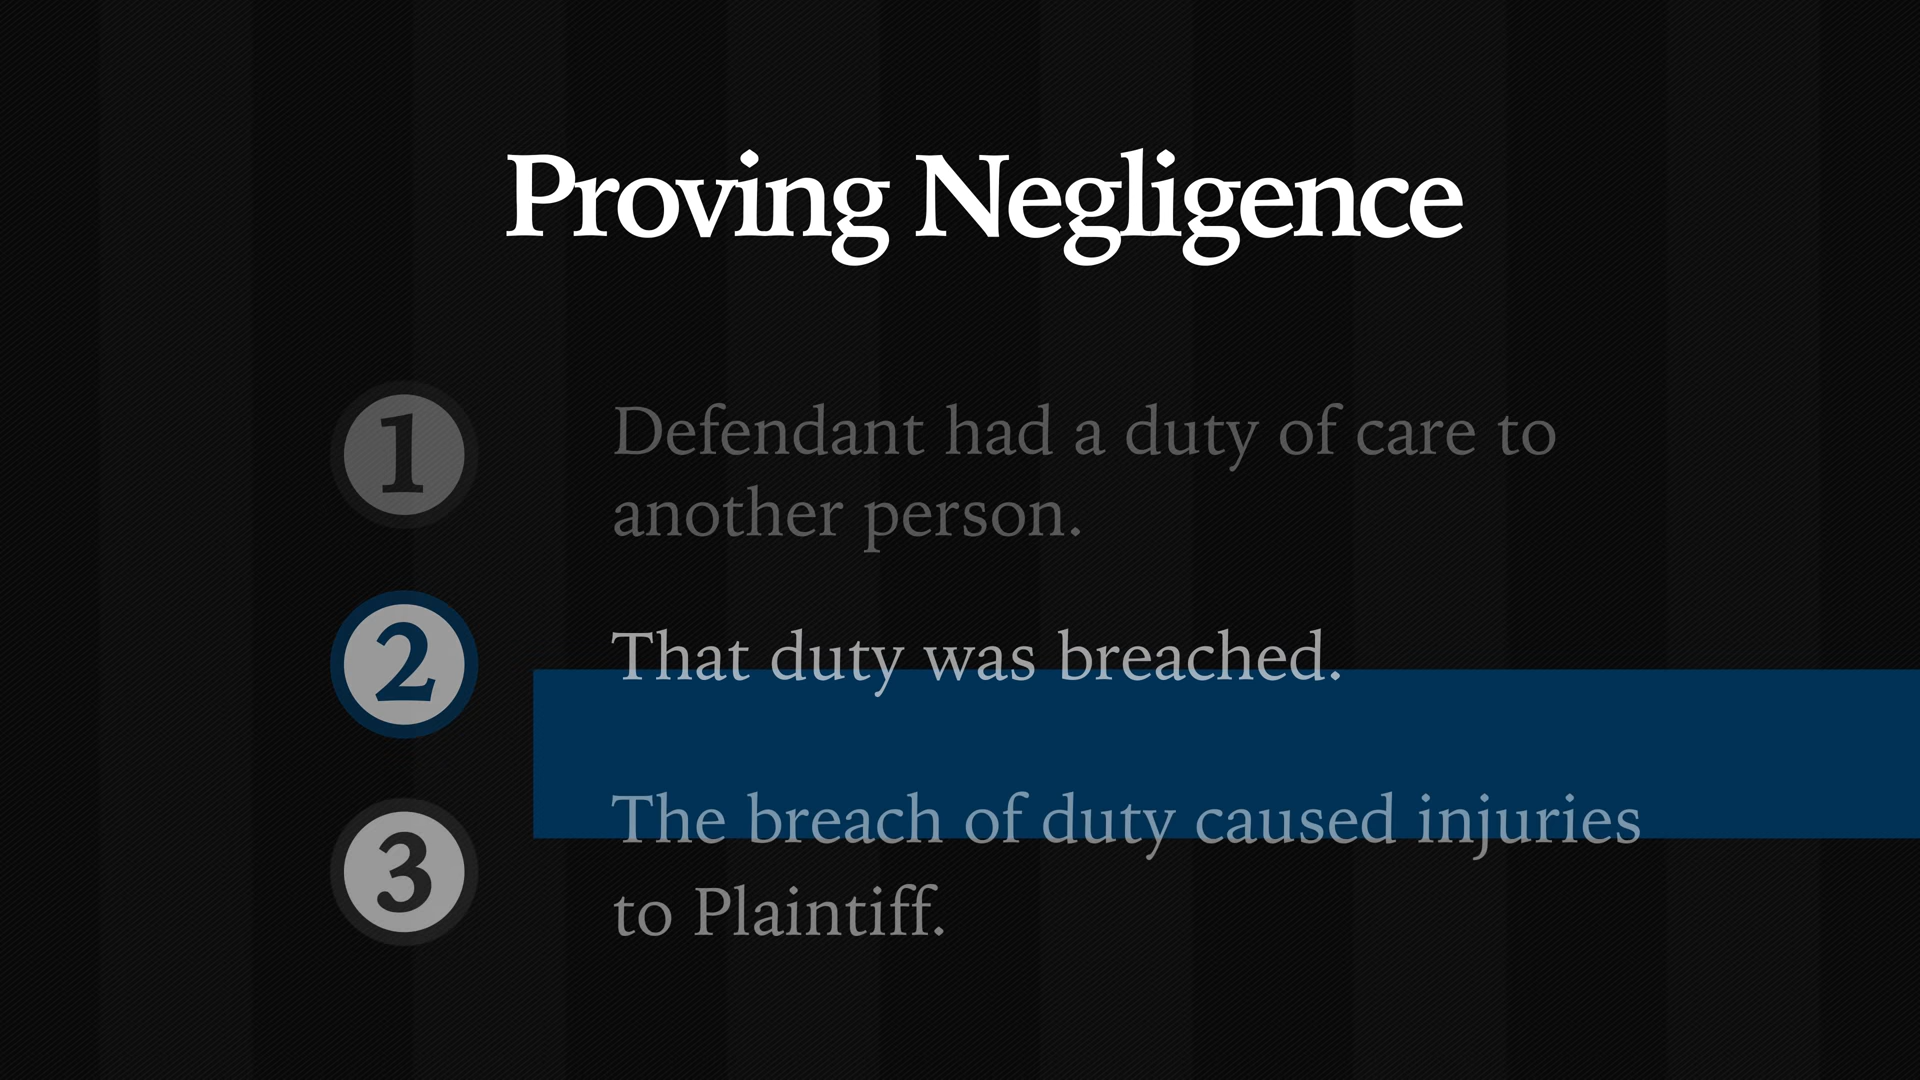 Proving Negligence
1
Defendant had a duty of care to
another person.
2
That duty was breached.
3
The breach of duty caused injuries
to Plaintiff.